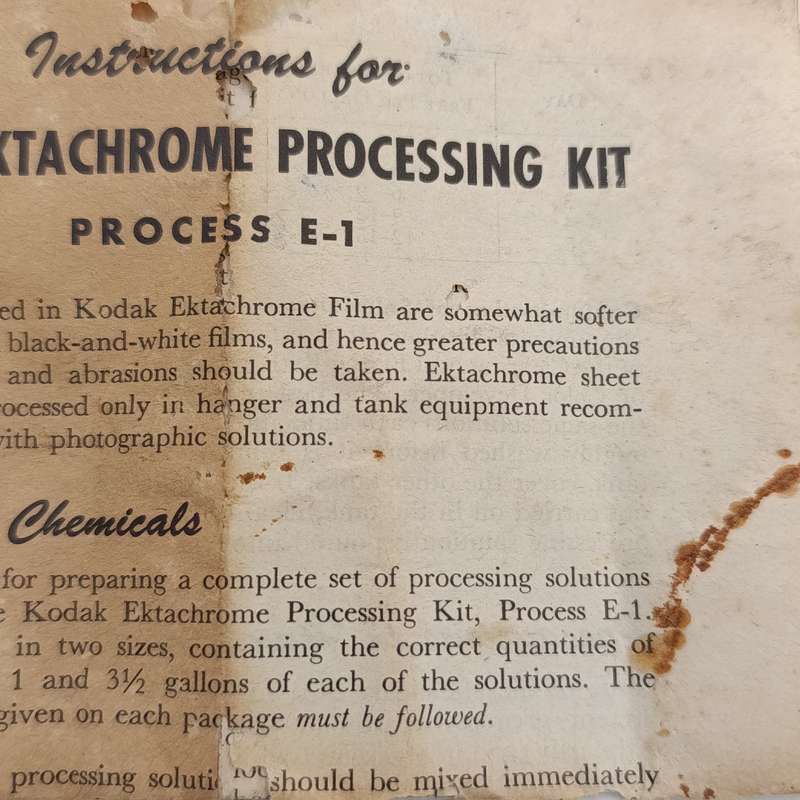 Instructions for
KTACHROME PROCESSING KIT
PROCESS E-1
ed in Kodak Ektachrome Film are somewhat softer
black-and-white films, and hence greater precautions
and abrasions should be taken. Ektachrome sheet
ocessed only in hanger and tank equipment recom-
with photographic solutions.
Chemicals
for preparing a complete set of processing solutions
e Kodak Ektachrome Processing Kit, Process E-1.
in two sizes, containing the correct quantities of
1 and 3½ gallons of each of the solutions. The
given on each package must be followed.
processing soluti should be mixed immediately